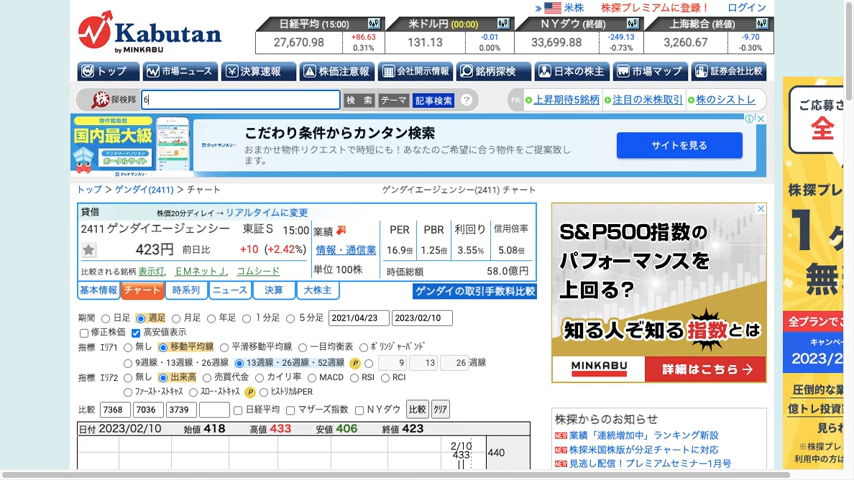 Kabutan
by MINKABU
米株
株探プレミアムに登録！
ログイン
日経平均 (15:00)
27,670.98
+86.63
0.31%
米ドル円 (00:00)
131.13
-0.01
0.00%
ＮＹダウ (終値)
33,699.88
-249.13
-0.73%
上海総合 (終値)
3,260.67
-9.70
-0.30%
トップ
市場ニュース
決算速報
株価注意報
会社開示情報
銘柄探検
日本の株主
市場マップ
証券会社比較
株探検隊
6
検 索
テーマ
記事検索
?
PR
上昇期待5銘柄
注目の米株取引
株のシストレ
国内最大級
グッドマンスリー
こだわり条件からカンタン検索
おまかせ物件リクエストで時短にも！あなたのご希望に合う物件をご提案致し
ます。
サイトを見る
トップ > ゲンダイ(2411) > チャート
ゲンダイエージェンシー(2411) チャート
貸借
株価20分ディレイ → リアルタイムに変更
2411 ゲンダイエージェンシー 東証Ｓ 15:00
423円 前日比 +10 (+2.42%)
比較される銘柄 表示灯, ＥＭネットＪ, コムシード
業績
情報・通信業
単位 100株
PER PBR 利回り 信用倍率
16.9倍 1.25倍 3.55% 5.08倍
時価総額 58.0億円
基本情報
チャート
時系列
ニュース
決算
大株主
ゲンダイの取引手数料比較
期間 日足 週足 月足 年足 １分足 ５分足 2021/04/23 2023/02/10
修正株価 高安値表示
指標 ｴﾘｱ1 無し 移動平均線 平滑移動平均線 一目均衡表 ﾎﾞﾘﾝｼﾞｬｰﾊﾞﾝﾄﾞ
9週線・13週線・26週線 13週線・26週線・52週線 P 9 13 26 週線
指標 ｴﾘｱ2 無し 出来高 売買代金 カイリ率 MACD RSI RCI
ﾌｧｰｽﾄ･ｽﾄｷｬｽ ｽﾛｰ･ｽﾄｷｬｽ P ﾋｽﾄﾘｶﾙPER
比較 7368 7036 3739 日経平均 マザーズ指数 ＮＹダウ 比較 ｸﾘｱ
日付 2023/02/10 始値 418 高値 433 安値 406 終値 423
2/10
433
440
S&P500指数の
パフォーマンスを
上回る?
知る人ぞ知る指数とは
MINKABU
詳細はこちら→
株探からのお知らせ
NEW 業績「連続増加中」ランキング新設
NEW 株探米国株版が分足チャートに対応
NEW 見逃し配信！プレミアムセミナー1月号
ご応募
全
株探プレ
1ヶ
無
全プランで
キャンペー
2023/2
圧倒的な
億トレ投資
見られ
※株探プレ
利用中の方